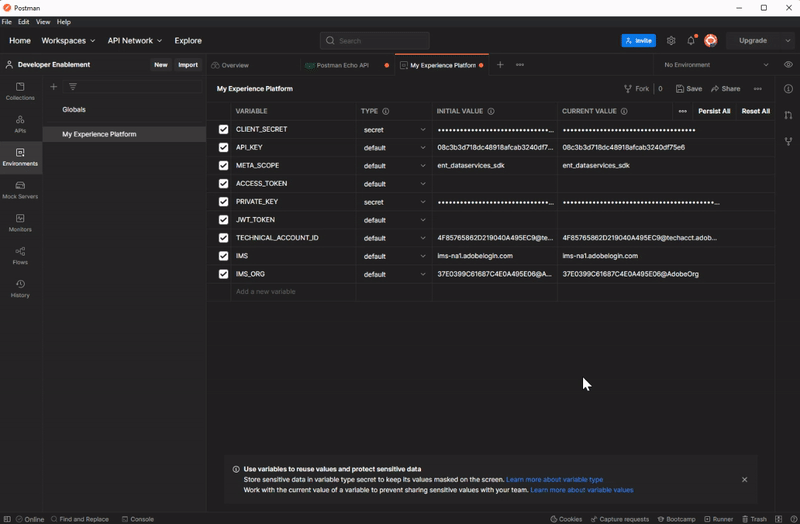 Postman
File Edit View Help
Home Workspaces API Network Explore Search Invite Upgrade
Developer Enablement New Import Overview Postman Echo API My Experience Platform No Environment
My Experience Platform Fork 0 Save Share
Collections
APIs
Environments
Mock Servers
Monitors
Flows
History
Globals
My Experience Platform
VARIABLE TYPE INITIAL VALUE CURRENT VALUE Persist All Reset All
CLIENT_SECRET secret
API_KEY default 08c3b3d718dc48918afcab3240df7... 08c3b3d718dc48918afcab3240df75e6
META_SCOPE default ent_dataservices_sdk ent_dataservices_sdk
ACCESS_TOKEN default
PRIVATE_KEY secret
JWT_TOKEN default
TECHNICAL_ACCOUNT_ID default 4F85765862D219040A495EC9@te... 4F85765862D219040A495EC9@techacct.adob...
IMS default ims-na1.adobelogin.com ims-na1.adobelogin.com
IMS_ORG default 37E0399C61687C4E0A495E06@A... 37E0399C61687C4E0A495E06@AdobeOrg
Add a new variable
Use variables to reuse values and protect sensitive data
Store sensitive data in variable type secret to keep its values masked on the screen. Learn more about variable type
Work with the current value of a variable to prevent sharing sensitive values with your team. Learn more about variable values
Online Find and Replace Console Cookies Capture requests Bootcamp Runner Trash